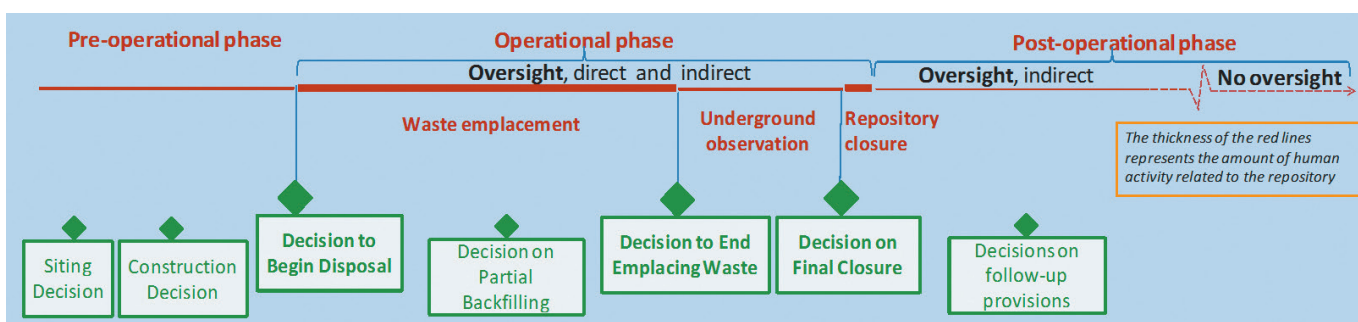 Pre-operational phase
Operational phase
Post-operational phase
Oversight, direct and indirect
Oversight, indirect
No oversight
Waste emplacement
Underground
observation
Repository
closure
The thickness of the red lines
represents the amount of human
activity related to the repository
Siting
Decision
Construction
Decision
Decision to
Begin Disposal
Decision on
Partial
Backfilling
Decision to End
Emplacing Waste
Decision on
Final Closure
Decisions on
follow-up
provisions